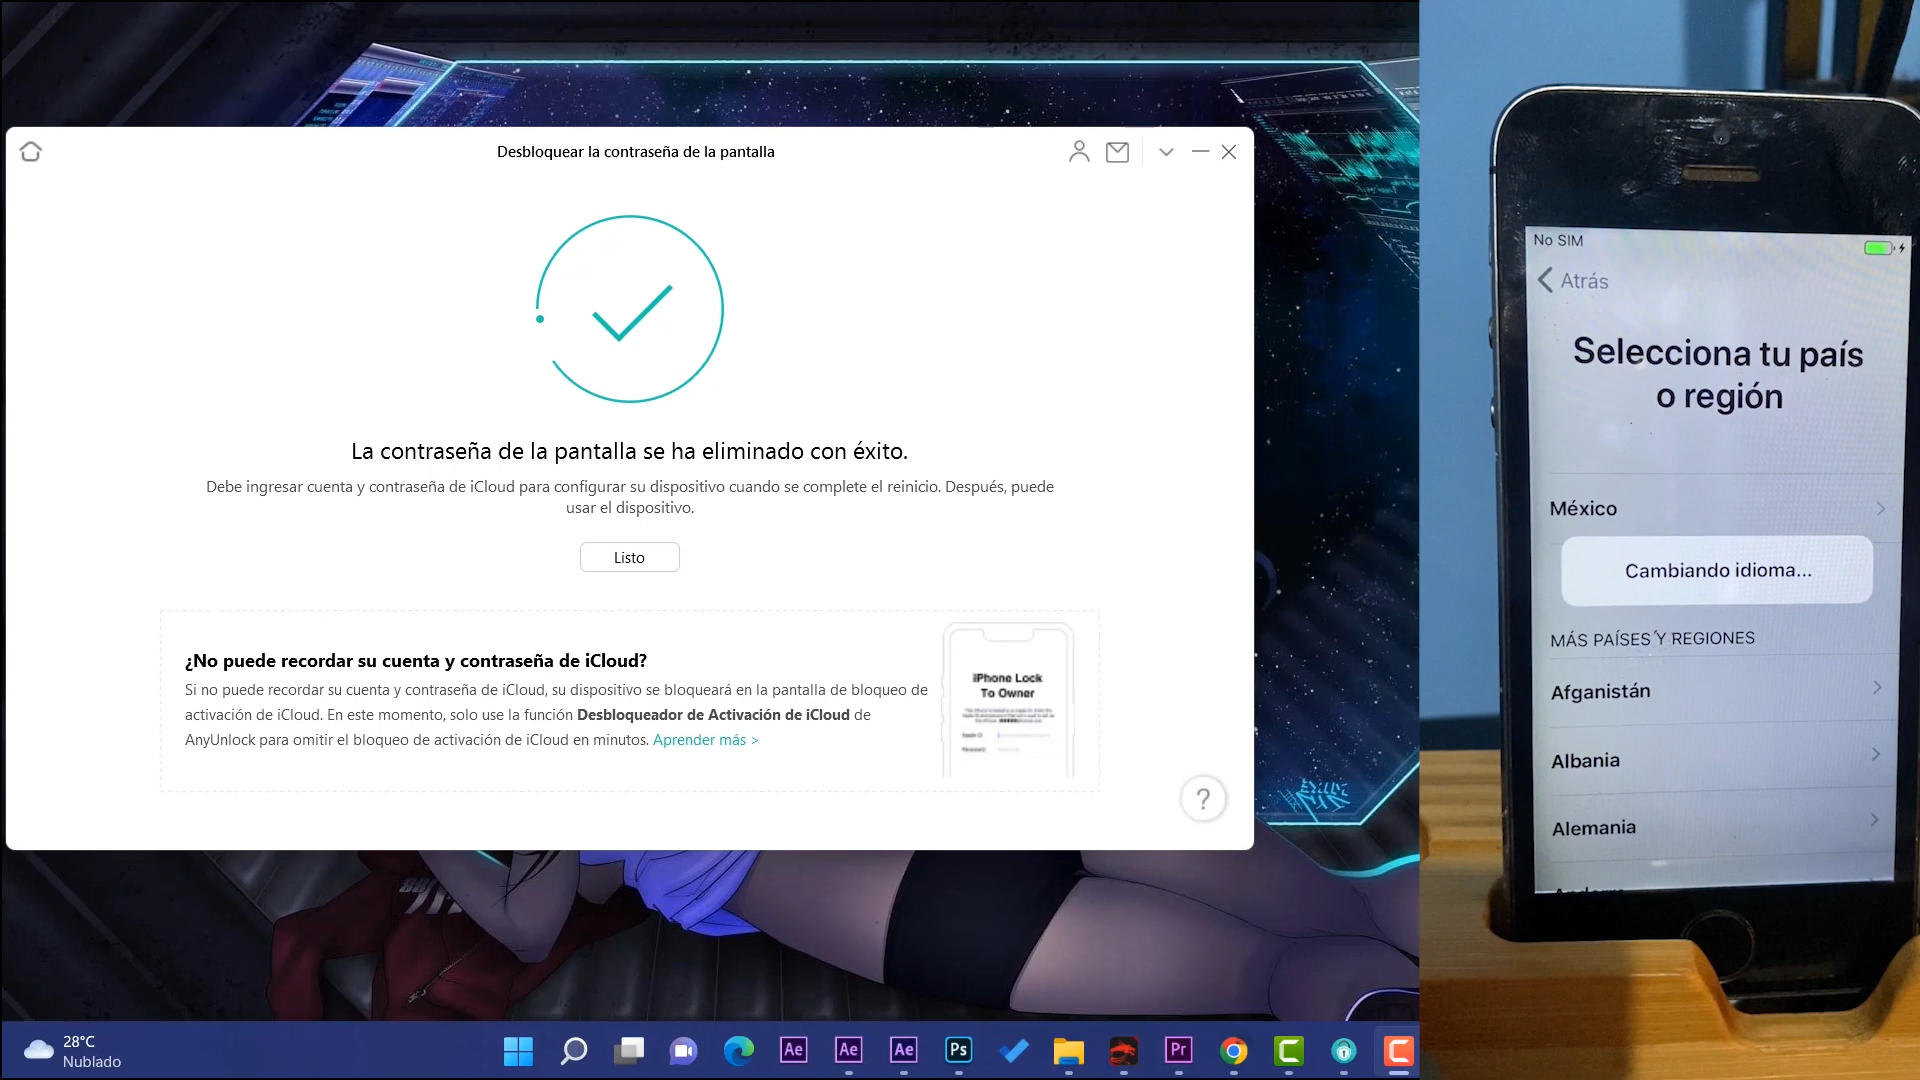 Desbloquear la contraseña de la pantalla
La contraseña de la pantalla se ha eliminado con éxito.
Debe ingresar cuenta y contraseña de iCloud para configurar su dispositivo cuando se complete el reinicio. Después, puede
usar el dispositivo.
Listo
¿No puede recordar su cuenta y contraseña de iCloud?
Si no puede recordar su cuenta y contraseña de iCloud, su dispositivo se bloqueará en la pantalla de bloqueo de
activación de iCloud. En este momento, solo use la función Desbloqueador de Activación de iCloud de
AnyUnlock para omitir el bloqueo de activación de iCloud en minutos. Aprender más >
iPhone Lock
To Owner
?
28°C
Nublado
Ae
Ae
Ae
Ps
Pr
No SIM
Atrás
Selecciona tu país
o región
México
Cambiando idioma...
MÁS PAÍSES Y REGIONES
Afganistán
Albania
Alemania